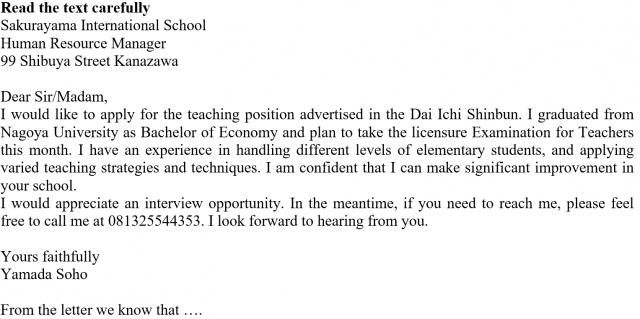 Read the text carefully
Sakurayama International School
Human Resource Manager
99 Shibuya Street Kanazawa
Dear Sir/Madam,
I would like to apply for the teaching position advertised in the Dai Ichi Shinbun. I graduated from
Nagoya University as Bachelor of Economy and plan to take the licensure Examination for Teachers
this month. I have an experience in handling different levels of elementary students, and applying
varied teaching strategies and techniques. I am confident that I can make significant improvement in
your school.
I would appreciate an interview opportunity. In the meantime, if you need to reach me, please feel
free to call me at 081325544353. I look forward to hearing from you.
Yours faithfully
Yamada Soho
From the letter we know that ….